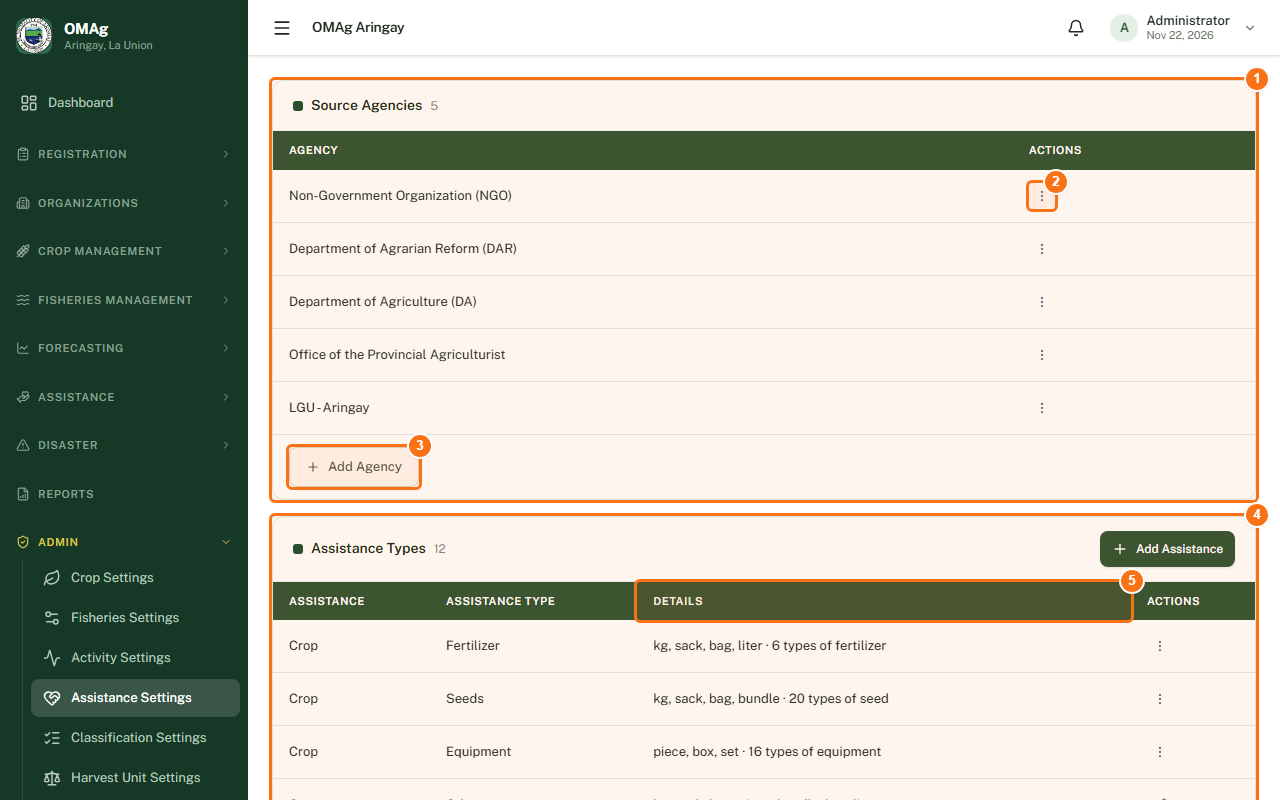 OMAg
Aringay, La Union
OMAg Aringay
A
Administrator
Nov 22, 2026
Dashboard
REGISTRATION
ORGANIZATIONS
CROP MANAGEMENT
FISHERIES MANAGEMENT
FORECASTING
ASSISTANCE
DISASTER
REPORTS
ADMIN
Crop Settings
Fisheries Settings
Activity Settings
Assistance Settings
Classification Settings
Harvest Unit Settings
1
Source Agencies 5
AGENCY ACTIONS
2
Non-Government Organization (NGO)
Department of Agrarian Reform (DAR)
Department of Agriculture (DA)
Office of the Provincial Agriculturist
LGU - Aringay
3
+ Add Agency
4
Assistance Types 12
+ Add Assistance
5
ASSISTANCE ASSISTANCE TYPE DETAILS ACTIONS
Crop Fertilizer kg, sack, bag, liter · 6 types of fertilizer
Crop Seeds kg, sack, bag, bundle · 20 types of seed
Crop Equipment piece, box, set · 16 types of equipment